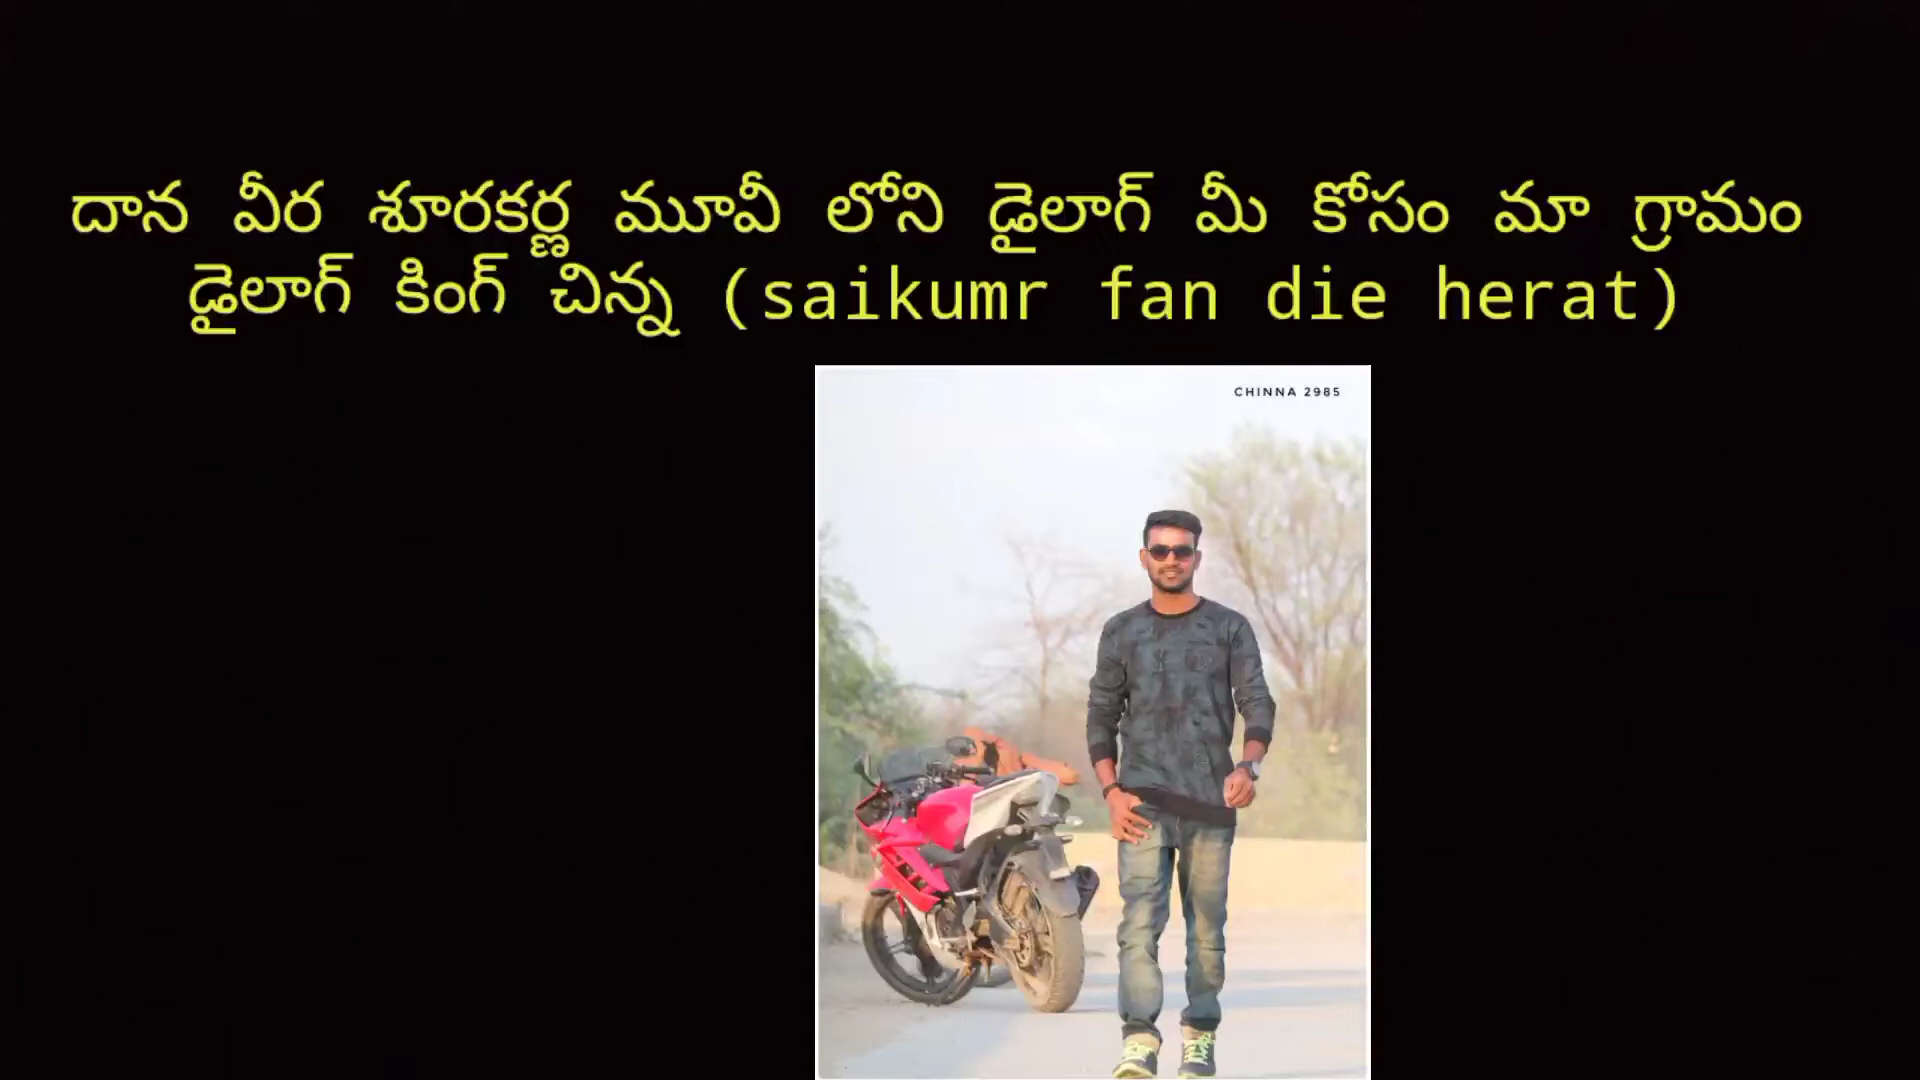 దాన వీర శూరకర్ణ మూవీ లోని డైలాగ్ మీ కోసం మా గ్రామం
డైలాగ్ కింగ్ చిన్న (saikumr fan die herat)
CHINNA 2985